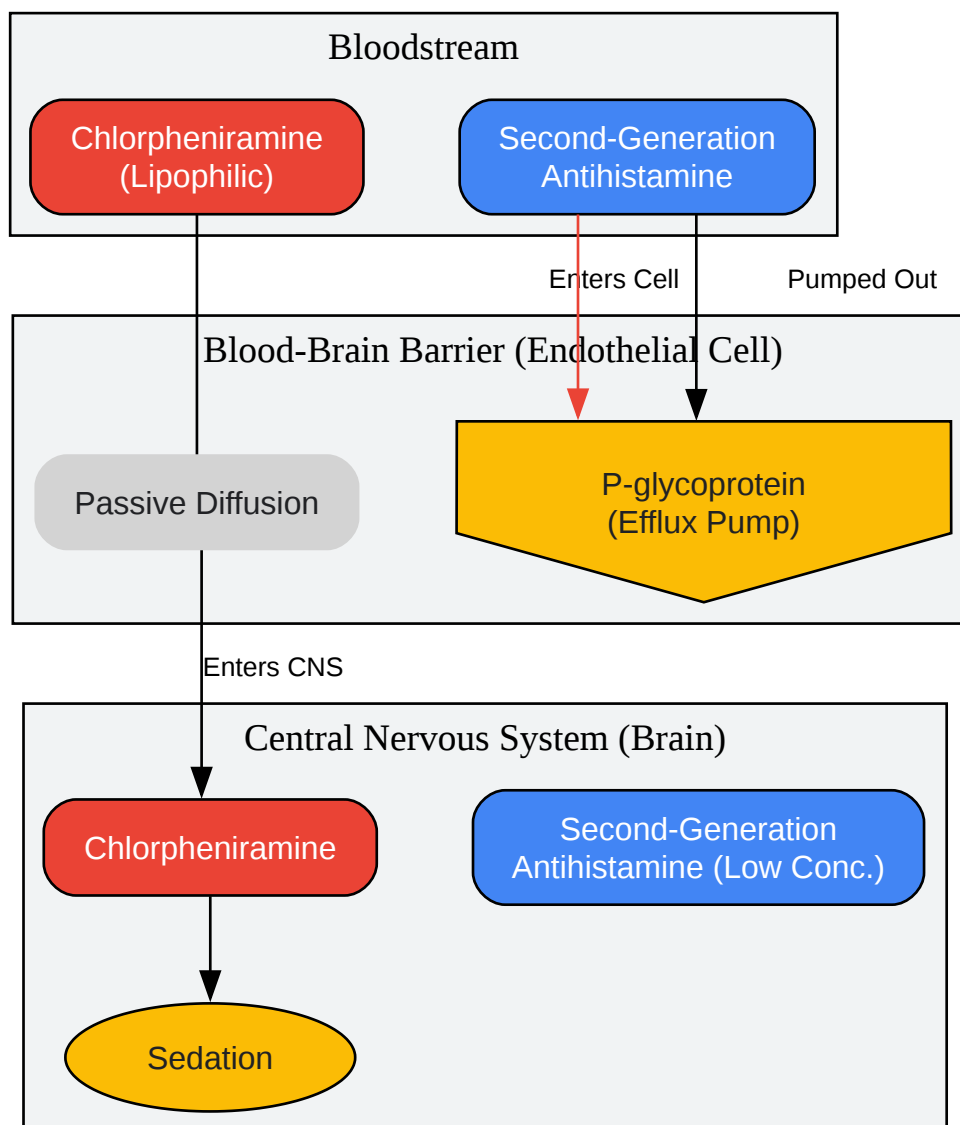 Bloodstream
Chlorpheniramine
(Lipophilic)
Second-Generation
Antihistamine
Enters Cell
Pumped Out
Blood-Brain Barrier (Endothelial Cell)
Passive Diffusion
P-glycoprotein
(Efflux Pump)
Enters CNS
Central Nervous System (Brain)
Chlorpheniramine
Second-Generation
Antihistamine (Low Conc.)
Sedation